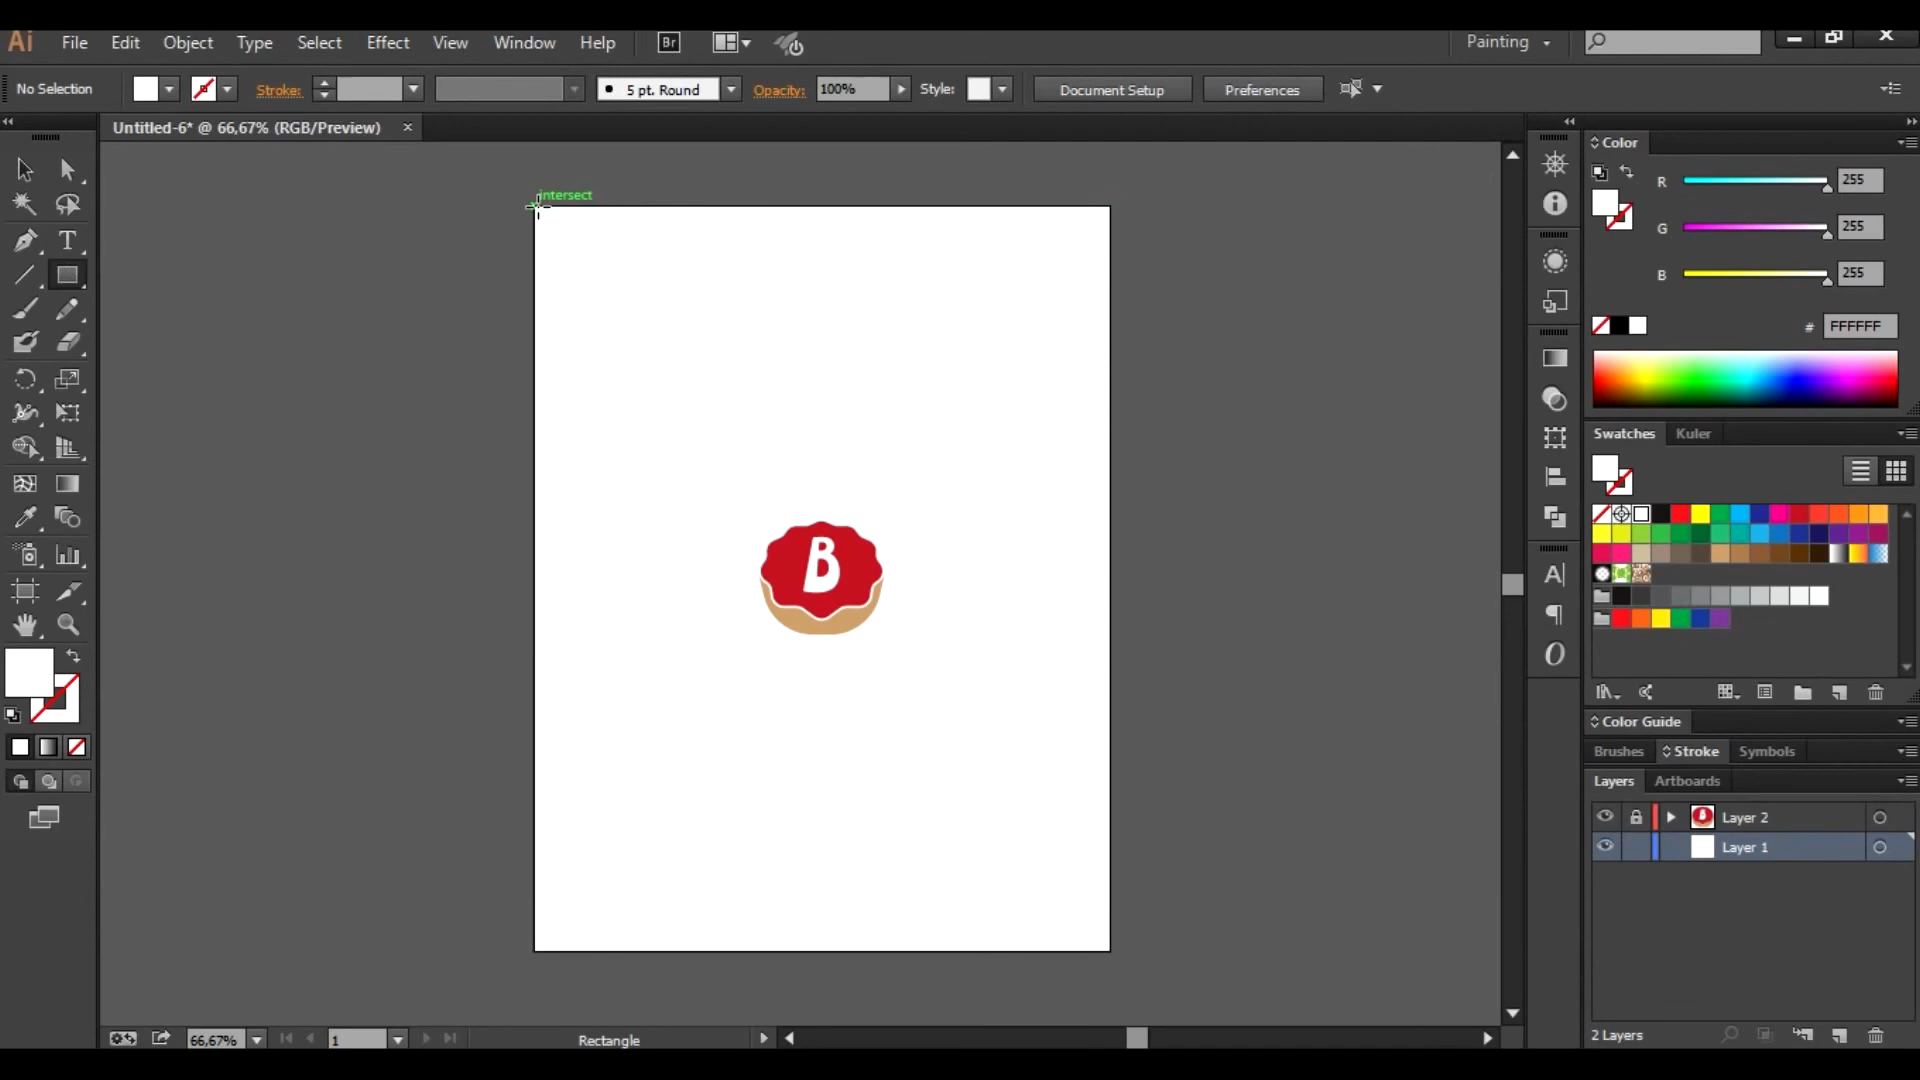 Ai File Edit Object Type Select Effect View Window Help Br Painting
No Selection Stroke: 5 pt. Round Opacity: 100% Style: Document Setup Preferences
Untitled-6* @ 66,67% (RGB/Preview) ×
Color
R 255
intersect
G 255
B 255
# FFFFFF
Swatches Kuler
B
Color Guide
Brushes Stroke Symbols
Layers Artboards
Layer 2
Layer 1
2 Layers
66,67% 1 Rectangle